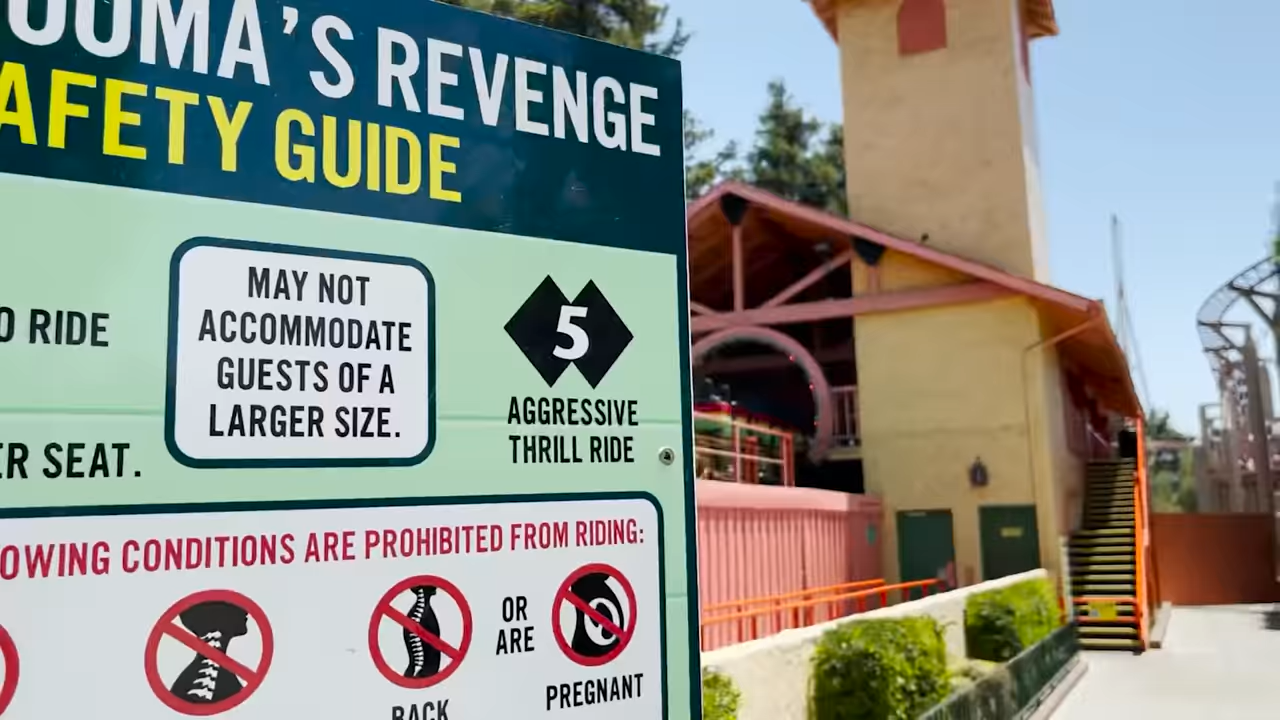 OOMA'S REVENGE
AFETY GUIDE
O RIDE
ER SEAT.
MAY NOT
ACCOMMODATE
GUESTS OF A
LARGER SIZE.
5
AGGRESSIVE
THRILL RIDE
OWING CONDITIONS ARE PROHIBITED FROM RIDING:
BACK
OR
ARE
PREGNANT